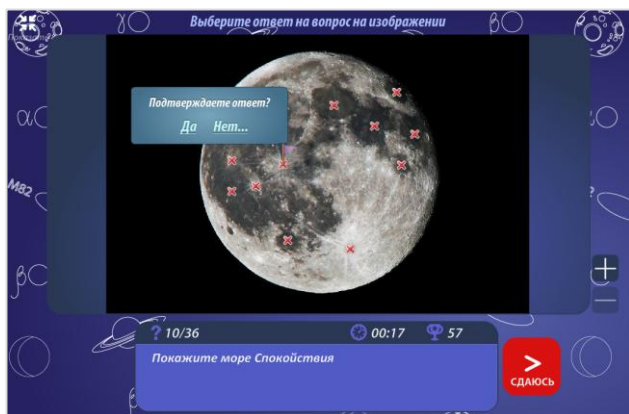 Выберите ответ на вопрос на изображении
Подтверждаете ответ?
Да Нет...
M82
? 10/36 00:17 57
Покажите море Спокойствия
>
СДАЮСЬ